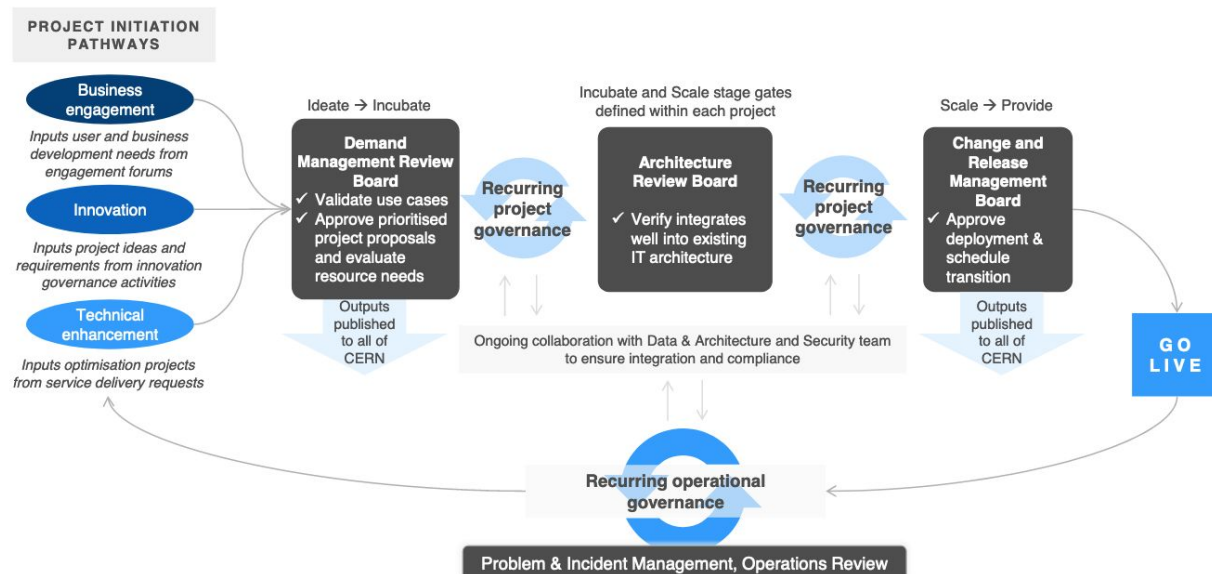 PROJECT INITIATION
PATHWAYS
Business
engagement
Inputs user and business
development needs from
engagement forums
Innovation
Inputs project ideas and
requirements from innovation
governance activities
Technical
enhancement
Inputs optimisation projects
from service delivery requests
Ideate → Incubate
Demand
Management Review
Board
✓ Validate use cases
✓ Approve prioritised
project proposals
and evaluate
resource needs
Outputs
published
to all of
CERN
Recurring
project
governance
Incubate and Scale stage gates
defined within each project
Architecture
Review Board
✓ Verify integrates
well into existing
IT architecture
Recurring
project
governance
Scale → Provide
Change and
Release
Management
Board
✓ Approve
deployment &
schedule
transition
Outputs
published
to all of
CERN
Ongoing collaboration with Data & Architecture and Security team
to ensure integration and compliance
GO
LIVE
Recurring operational
governance
Problem & Incident Management, Operations Review